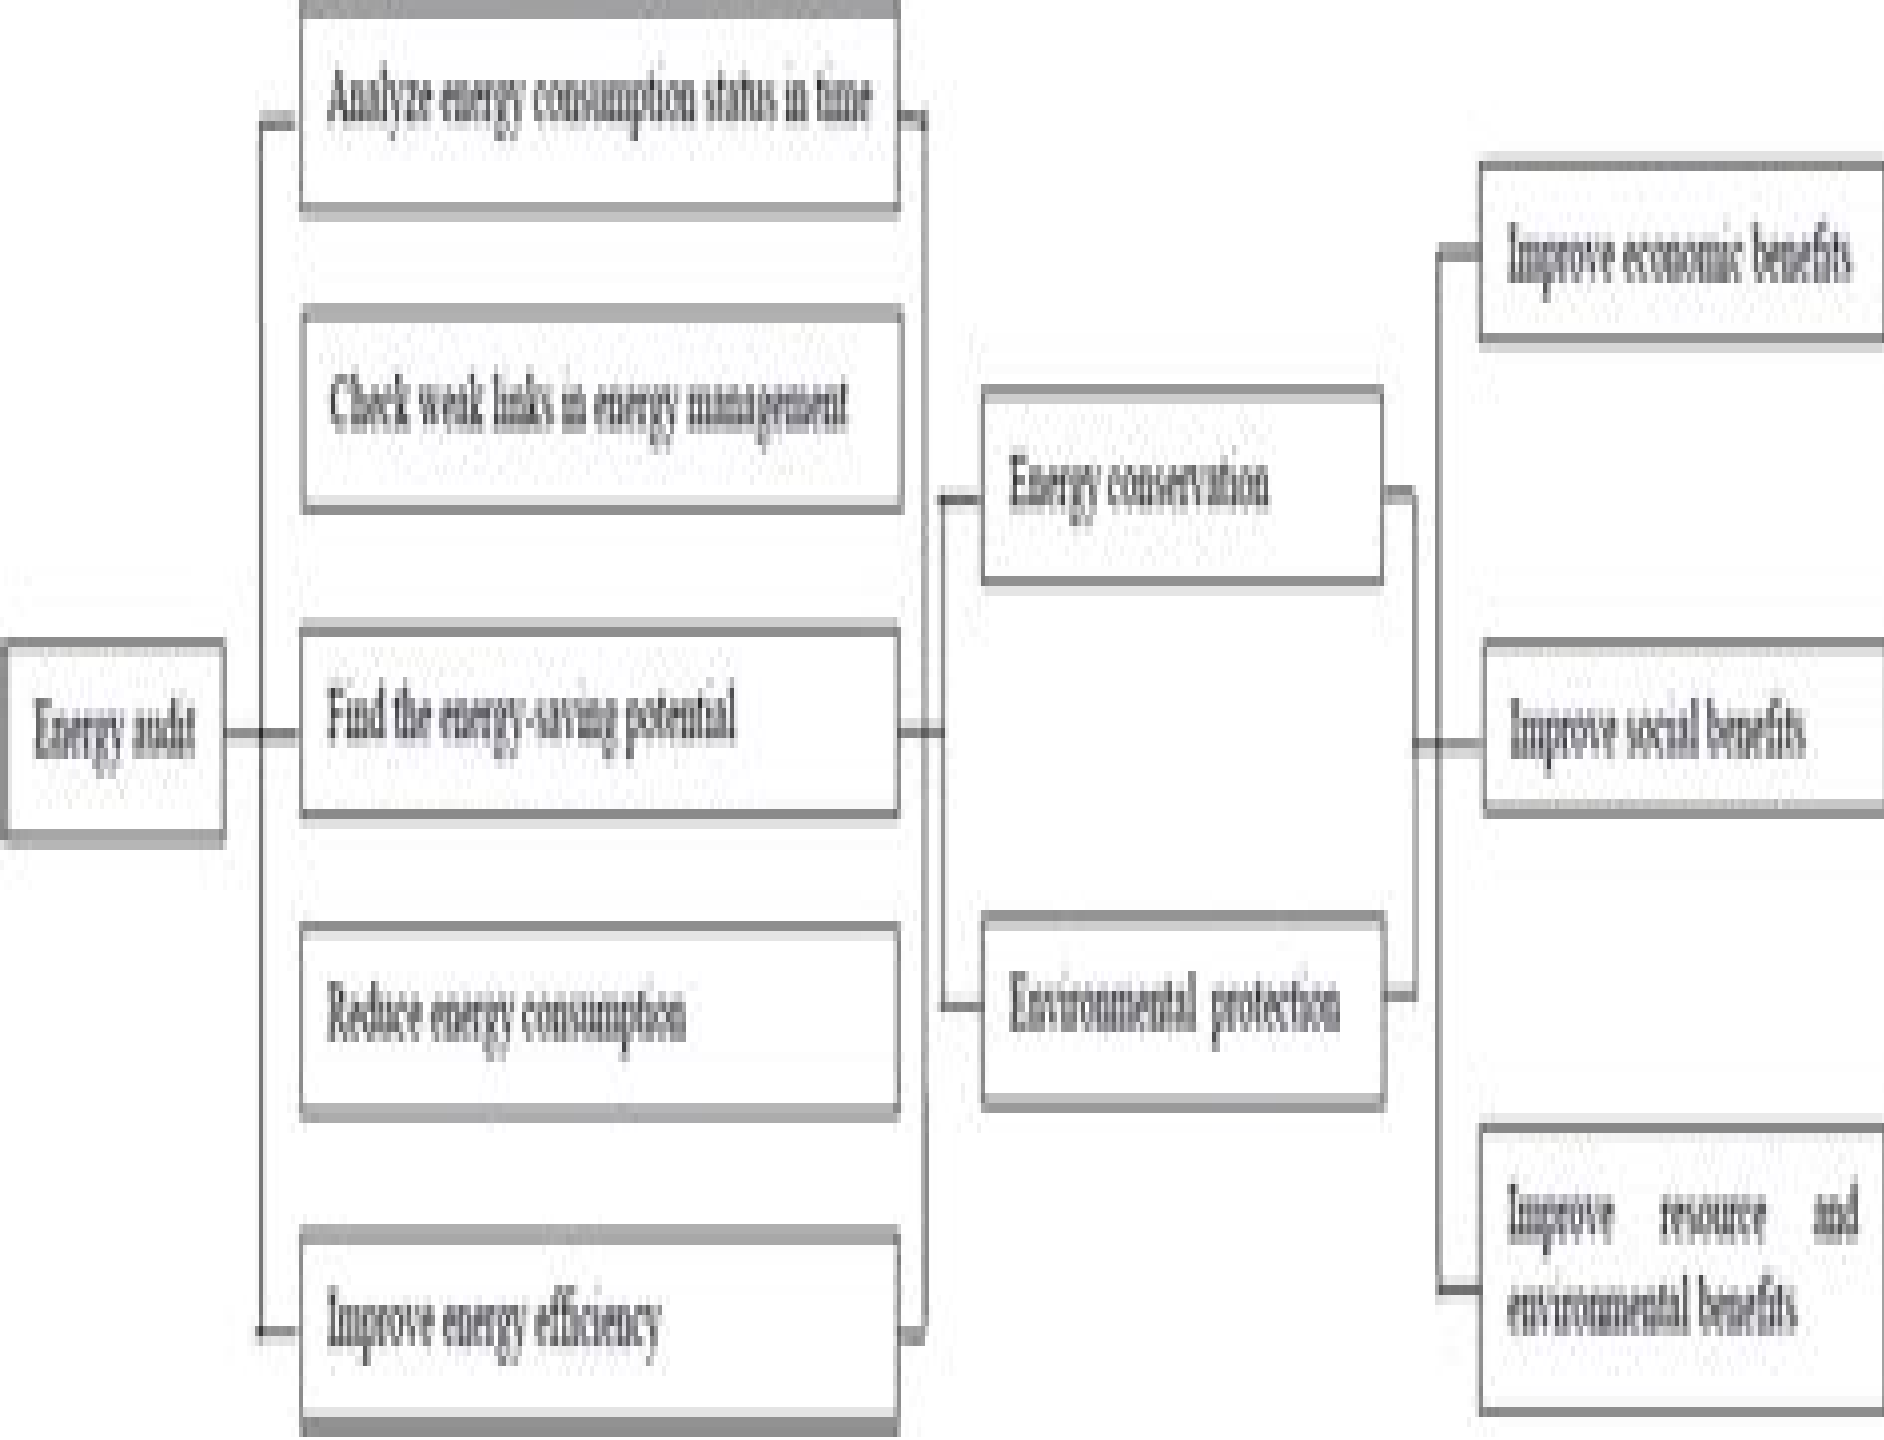 Analyze energy consumption status in time
Check weak links in energy management
Find the energy-saving potential
Reduce energy consumption
Improve energy efficiency
Energy audit
Energy conservation
Environmental protection
Improve economic benefits
Improve social benefits
Improve resource and
environmental benefits